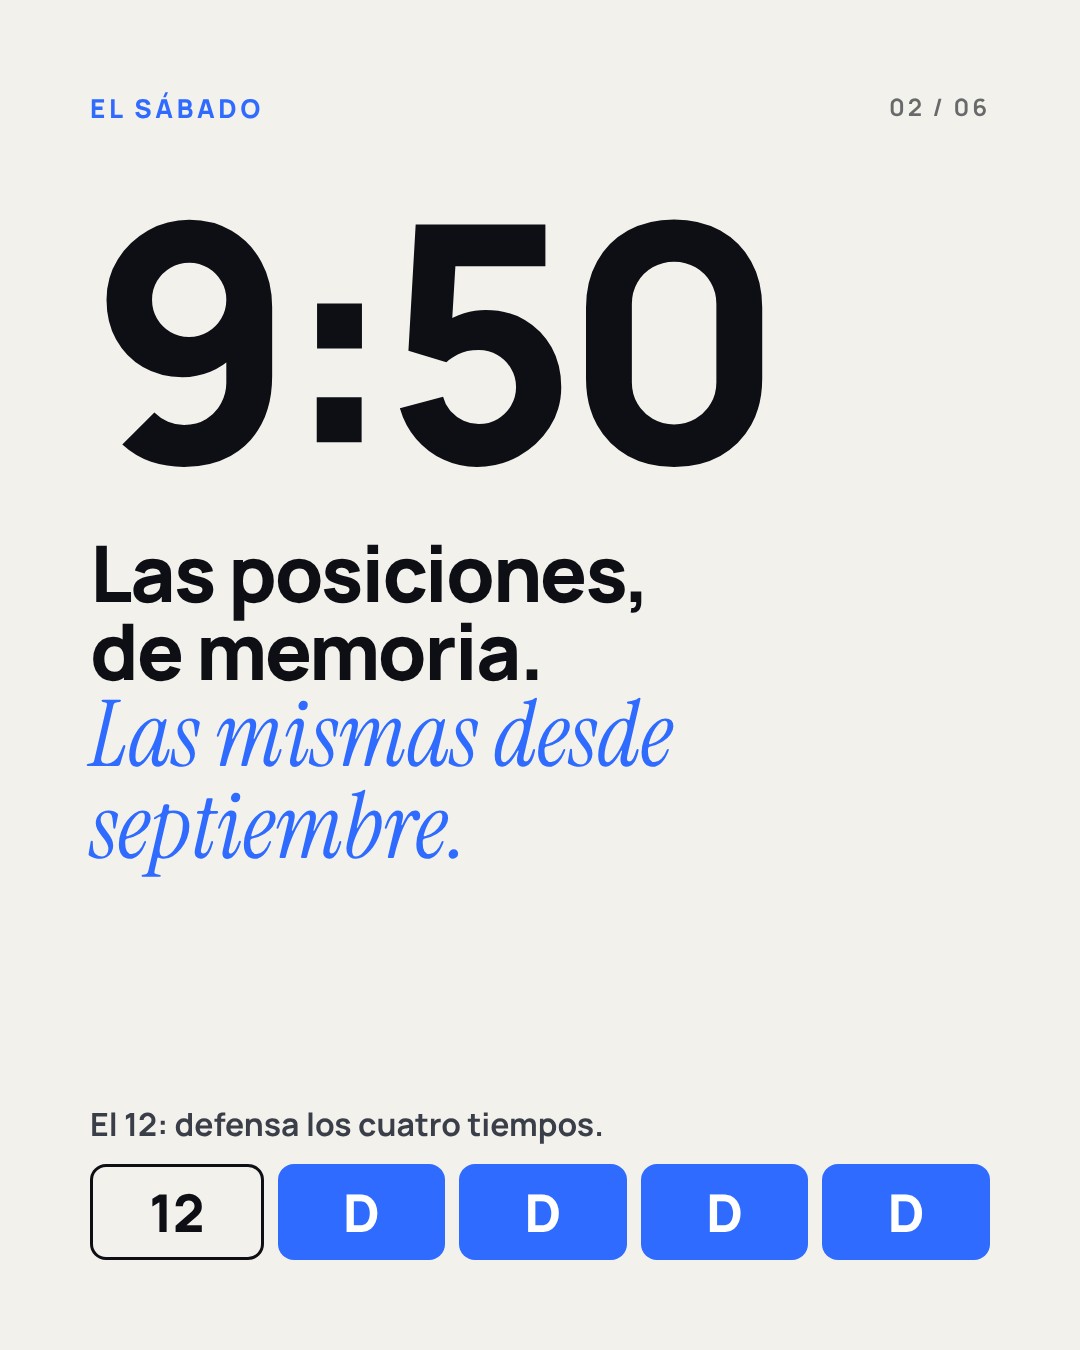 EL SÁBADO
02 / 06
9:50
Las posiciones,
de memoria.
Las mismas desde
septiembre.
El 12: defensa los cuatro tiempos.
12 D D D D